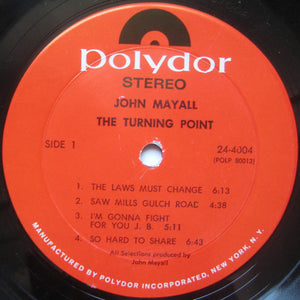 polydor
STEREO
JOHN MAYALL
THE TURNING POINT
SIDE 1
24-4004
(POLP 80012)
1. THE LAWS MUST CHANGE 6:13
2. SAW MILLS GULCH ROAD 4:38
3. I'M GONNA FIGHT
FOR YOU J. B. 5:11
4. SO HARD TO SHARE 6:43
All Selections produced by
John Mayall
MANUFACTURED BY POLYDOR INCORPORATED, NEW YORK, N.Y.